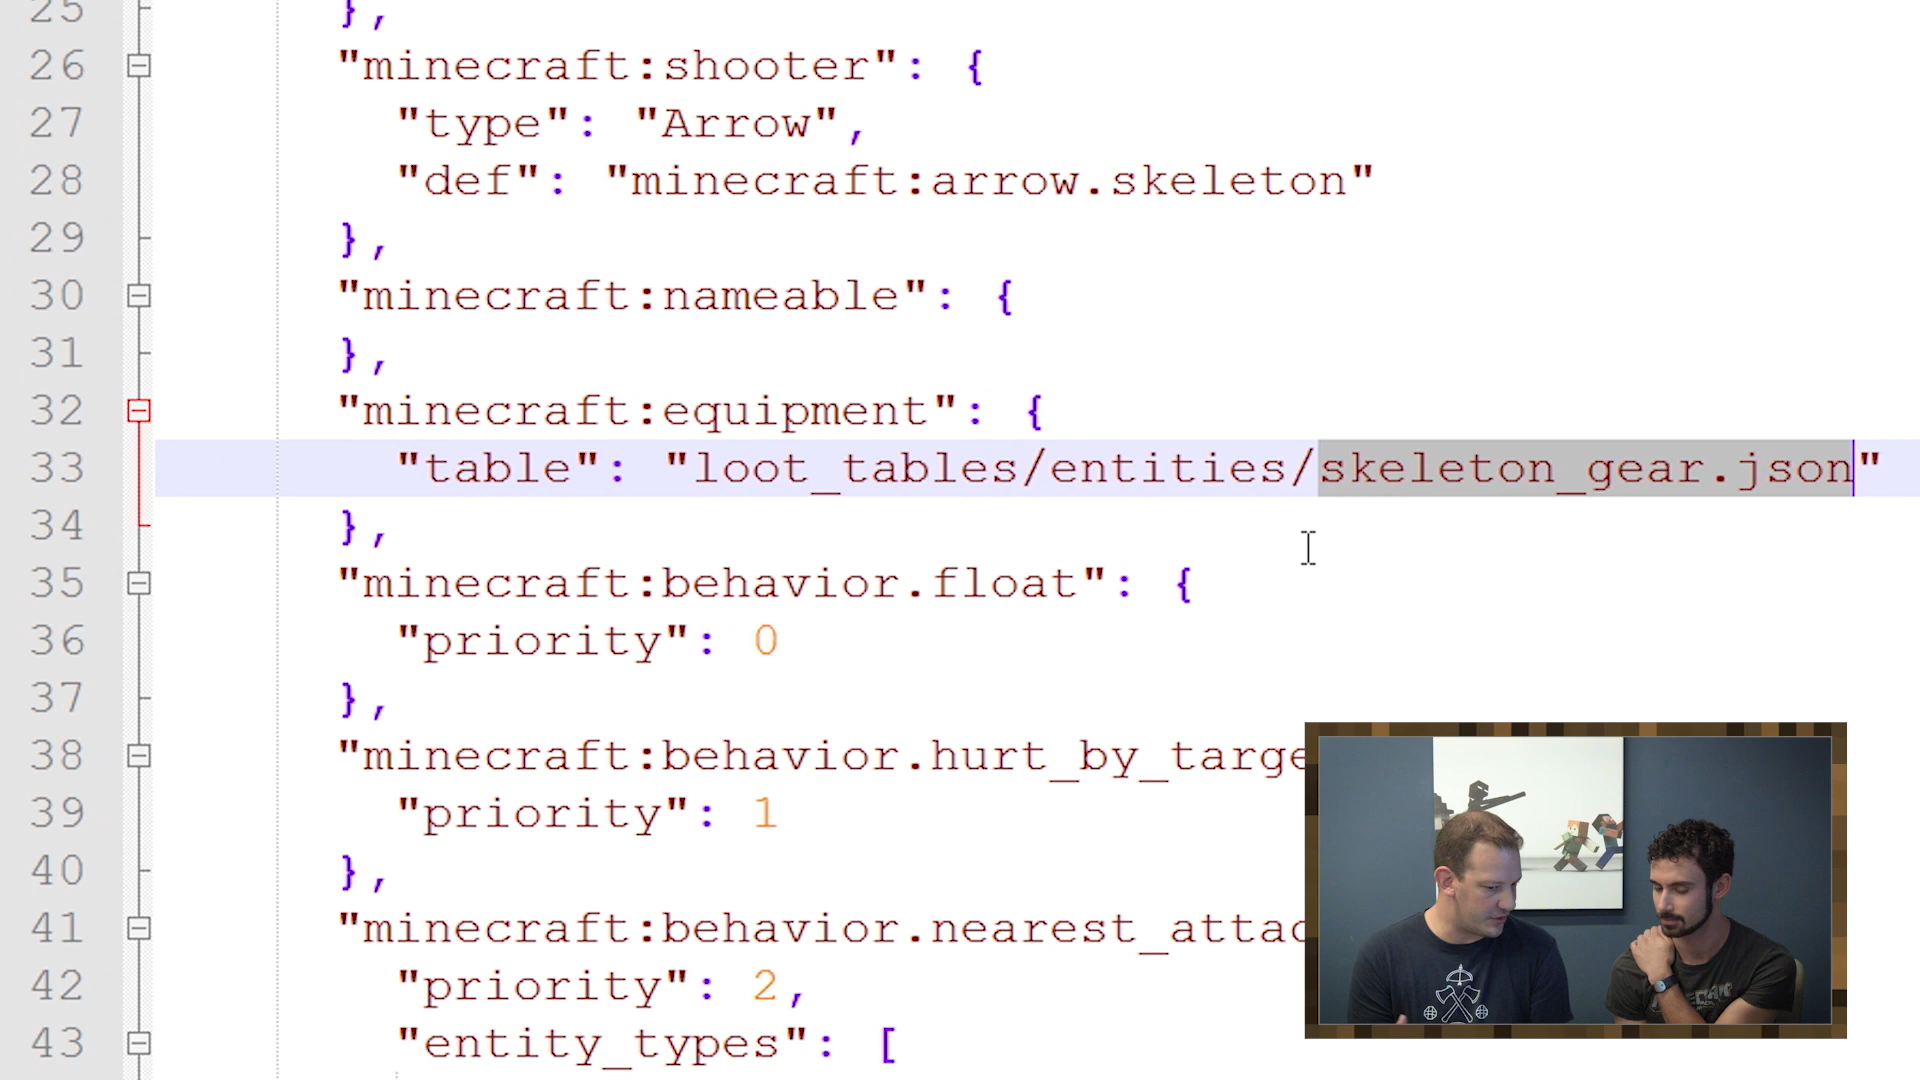 25 },
26 "minecraft:shooter": {
27 "type": "Arrow",
28 "def": "minecraft:arrow.skeleton"
29 },
30 "minecraft:nameable": {
31 },
32 "minecraft:equipment": {
33 "table": "loot_tables/entities/skeleton_gear.json"
34 },
35 "minecraft:behavior.float": {
36 "priority": 0
37 },
38 "minecraft:behavior.hurt_by_targe
39 "priority": 1
40 },
41 "minecraft:behavior.nearest_attac
42 "priority": 2,
43 "entity_types": [